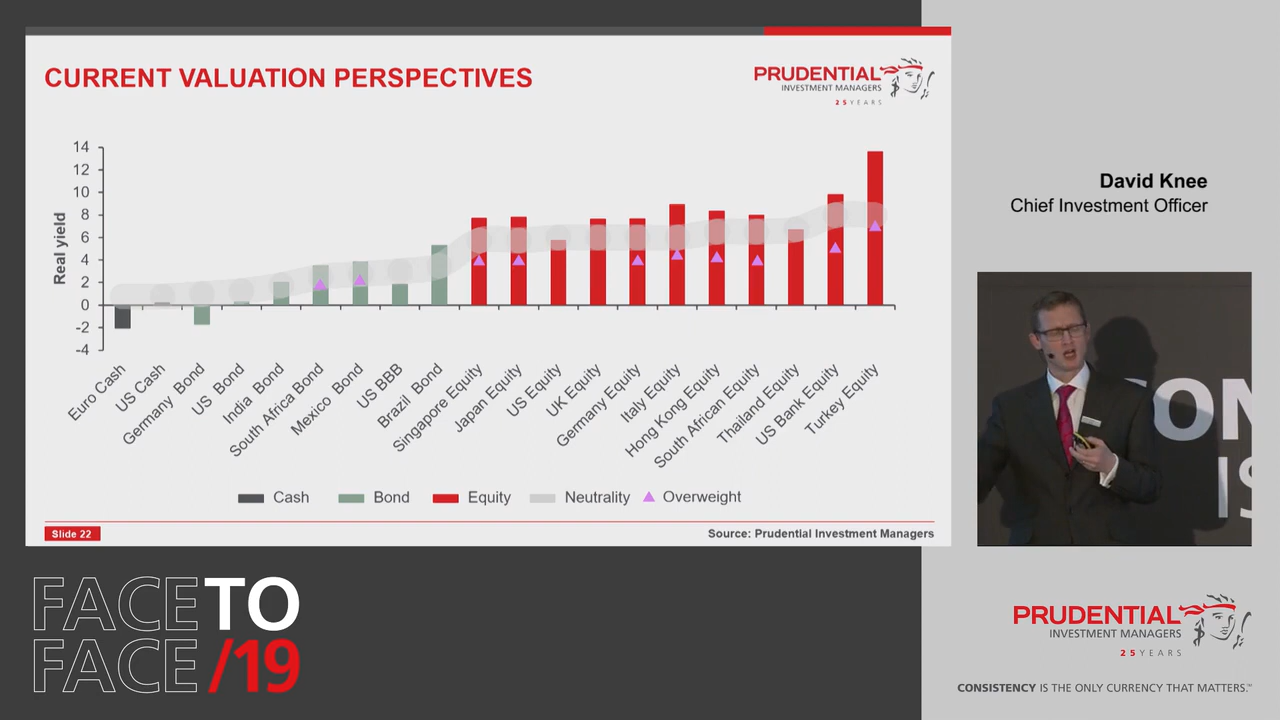 CURRENT VALUATION PERSPECTIVES
PRUDENTIAL
INVESTMENT MANAGERS
25 YEARS
Real yield
14
12
10
8
6
4
2
0
-2
-4
Euro Cash
US Cash
Germany Bond
US Bond
India Bond
South Africa Bond
Mexico Bond
US BBB
Brazil Bond
Singapore Equity
Japan Equity
US Equity
UK Equity
Germany Equity
Italy Equity
Hong Kong Equity
South African Equity
Thailand Equity
US Bank Equity
Turkey Equity
Cash Bond Equity Neutrality Overweight
Slide 22
Source: Prudential Investment Managers
David Knee
Chief Investment Officer
ON
IS
FACE TO
FACE /19
PRUDENTIAL
INVESTMENT MANAGERS
25 YEARS
CONSISTENCY IS THE ONLY CURRENCY THAT MATTERS.™